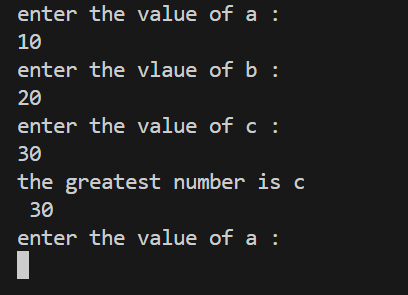 enter the value of a :
10
enter the vlaue of b :
20
enter the value of c :
30
the greatest number is c
 30
enter the value of a :